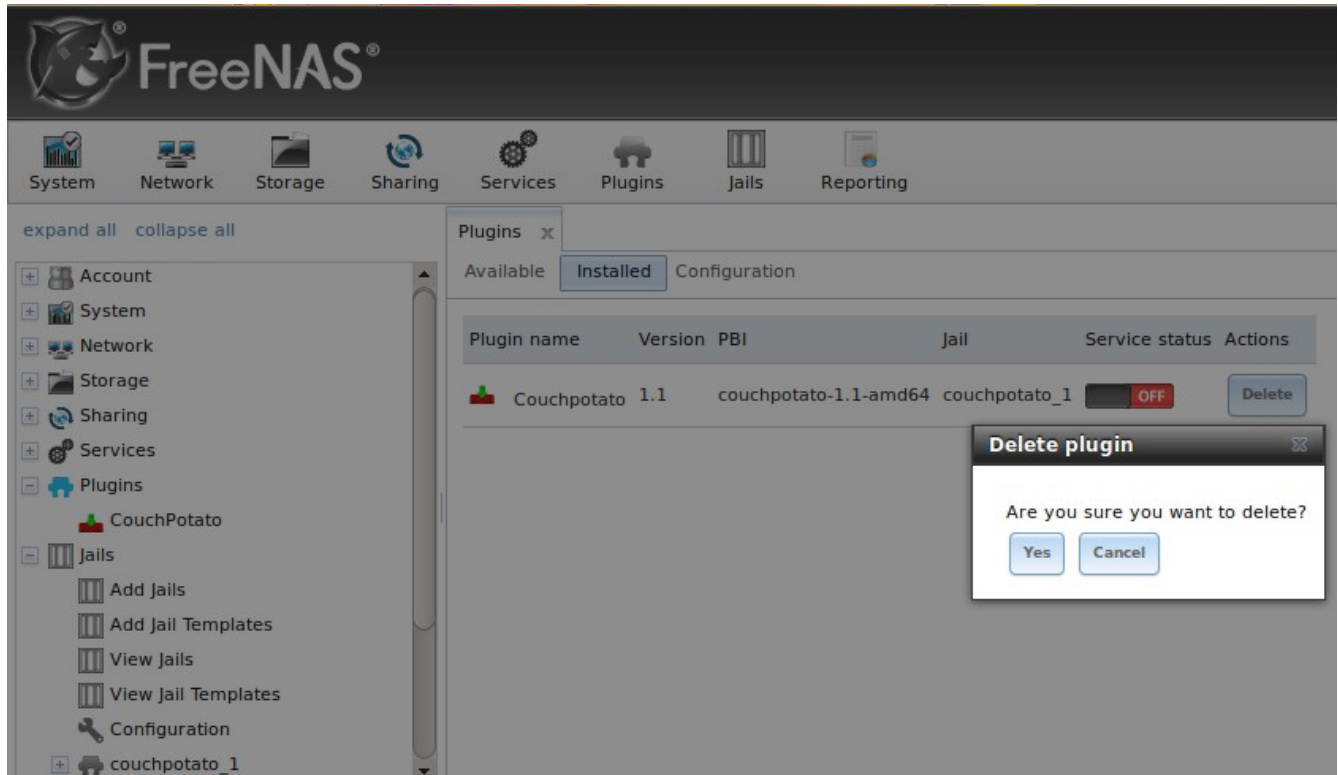 FreeNAS®
System Network Storage Sharing Services Plugins Jails Reporting
expand all collapse all
Account
System
Network
Storage
Sharing
Services
Plugins
CouchPotato
Jails
Add Jails
Add Jail Templates
View Jails
View Jail Templates
Configuration
couchpotato_1
Plugins x
Available Installed Configuration
Plugin name Version PBI Jail Service status Actions
Couchpotato 1.1 couchpotato-1.1-amd64 couchpotato_1 OFF Delete
Delete plugin
Are you sure you want to delete?
Yes Cancel